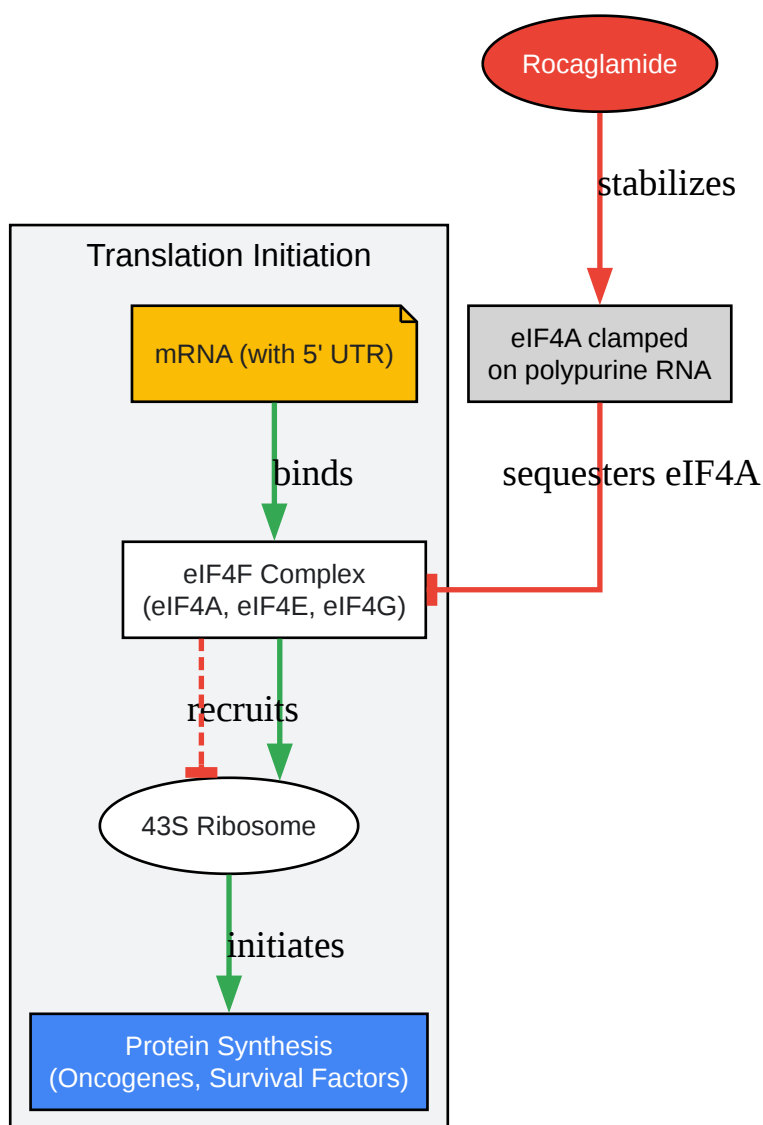 Rocaglamide
stabilizes
Translation Initiation
mRNA (with 5' UTR)
eIF4A clamped
on polypurine RNA
binds
sequesters eIF4A
eIF4F Complex
(eIF4A, eIF4E, eIF4G)
recruits
43S Ribosome
initiates
Protein Synthesis
(Oncogenes, Survival Factors)